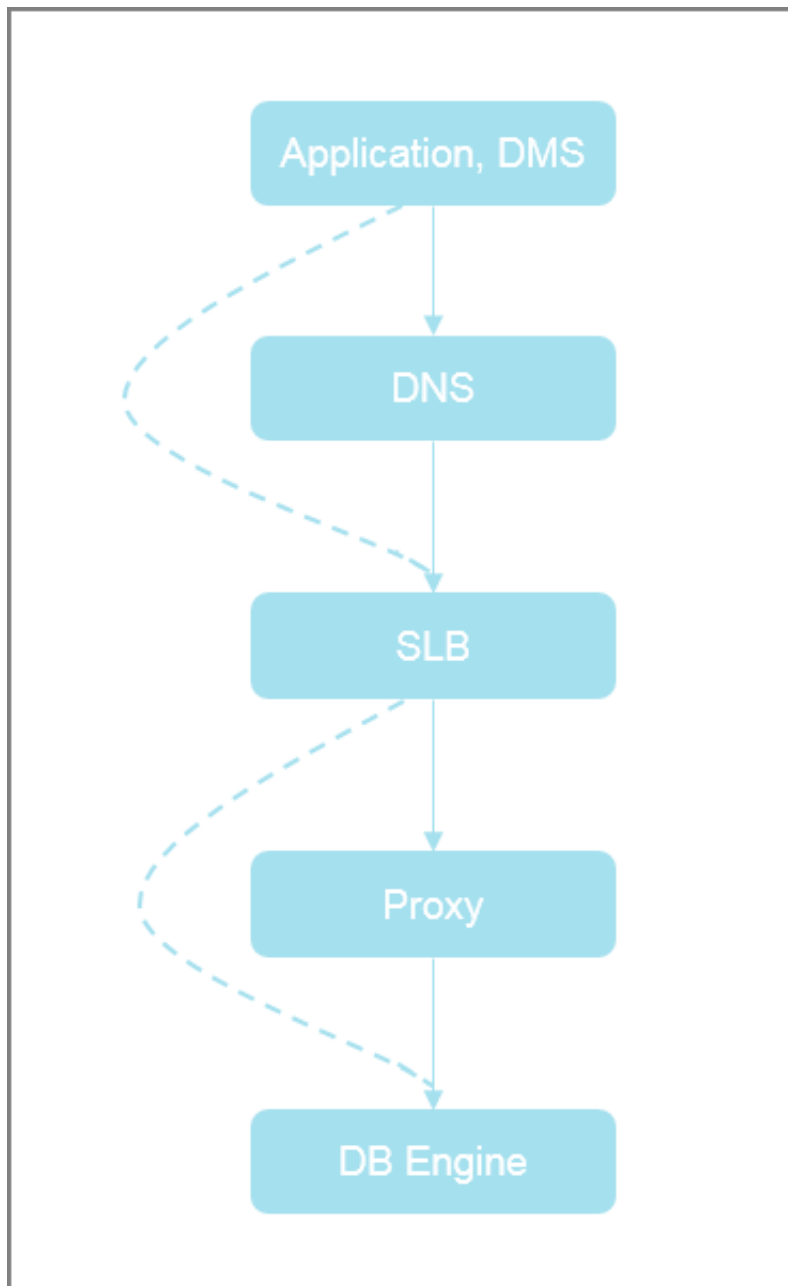 Application, DMS
DNS
SLB
Proxy
DB Engine